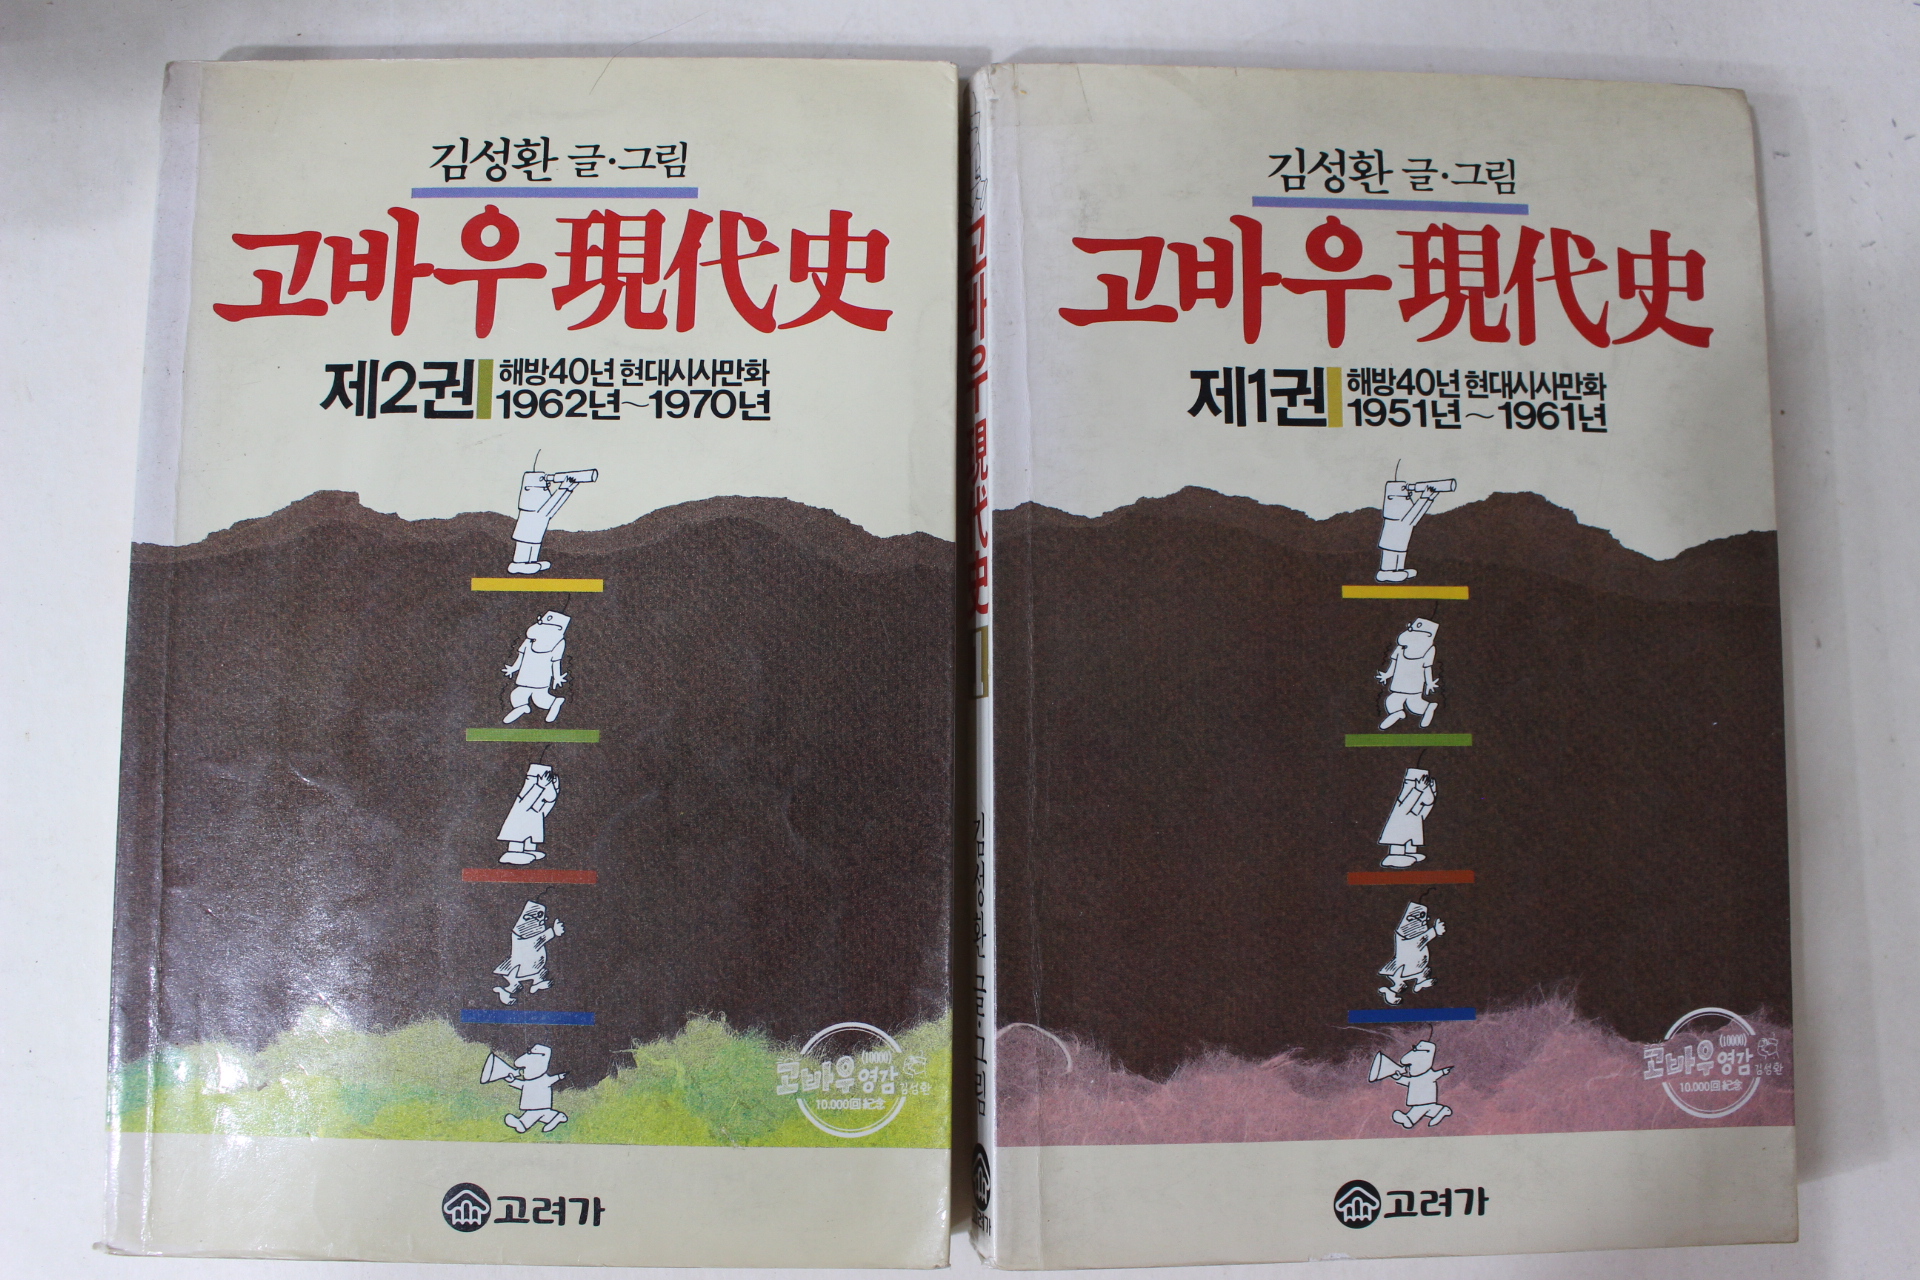 김성환 글·그림
고바우 現代史
제2권
해방40년 현대시사만화
1962년~1970년
고바우영감
(10000)
김성환
10.000回紀念
고려가
고바우 現代史
김성환 글·그림
고려가
김성환 글·그림
고바우 現代史
제1권
해방40년 현대시사만화
1951년~1961년
고바우영감
(10000)
김성환
10.000回紀念
고려가